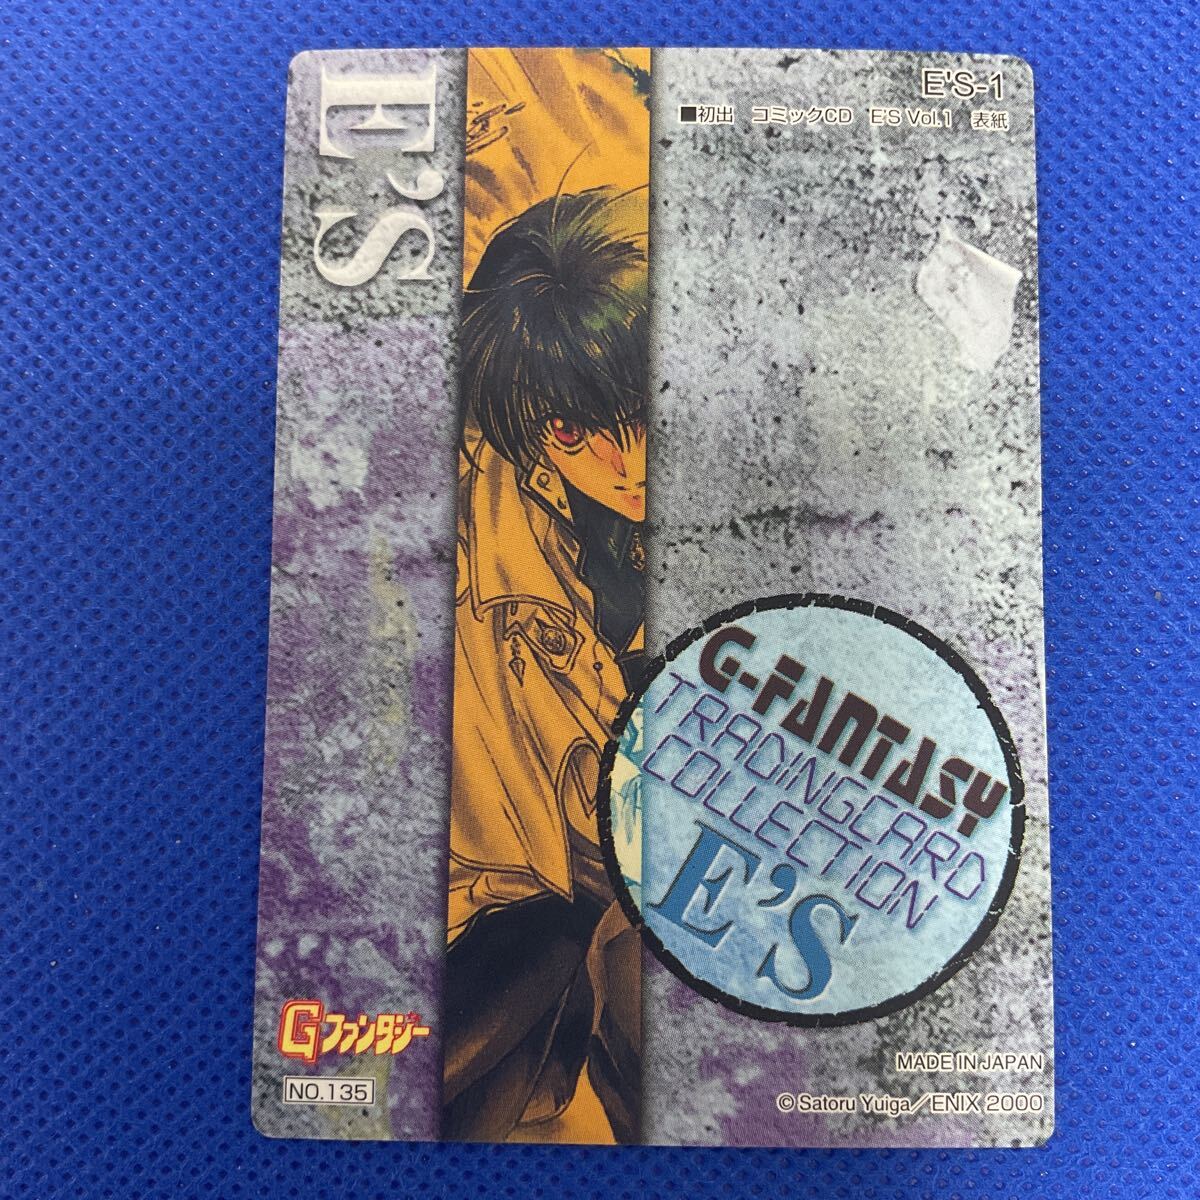 E'S
E'S-1
■初出 コミックCD E'S Vol.1 表紙
G-FANTASY
TRADINGCARD
COLLECTION
E'S
Gファンタジー
NO.135
MADE IN JAPAN
© Satoru Yuiga／ENIX 2000